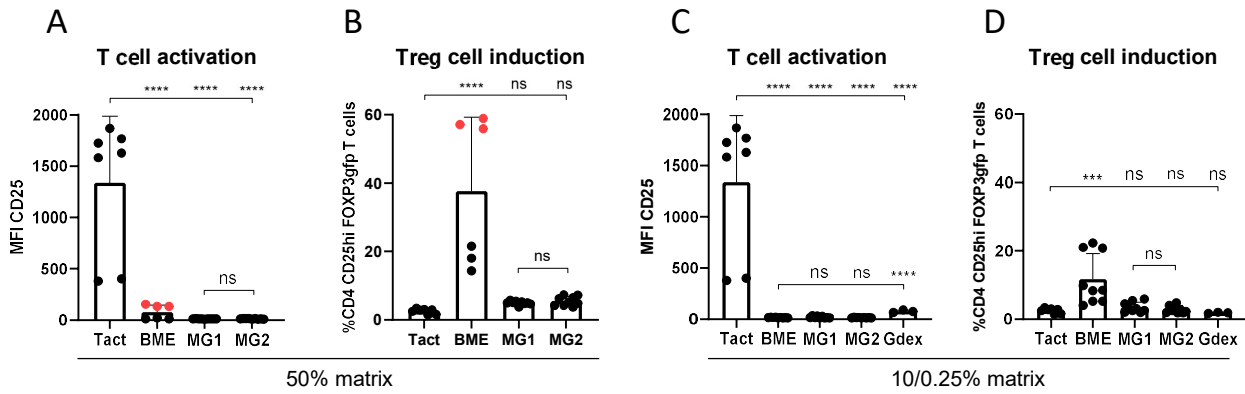 A
T cell activation
**** **** ****
MFI CD25
2000
1500
1000
500
0
ns
Tact BME MG1 MG2
B
Treg cell induction
**** ns ns
%CD4 CD25hi FOXP3gfp T cells
60
40
20
0
ns
Tact BME MG1 MG2
50% matrix
C
T cell activation
**** **** **** ****
MFI CD25
2000
1500
1000
500
0
ns ns ****
Tact BME MG1 MG2 Gdex
D
Treg cell induction
%CD4 CD25hi FOXP3gfp T cells
60
40
20
0
*** ns ns ns
ns
Tact BME MG1 MG2 Gdex
10/0.25% matrix